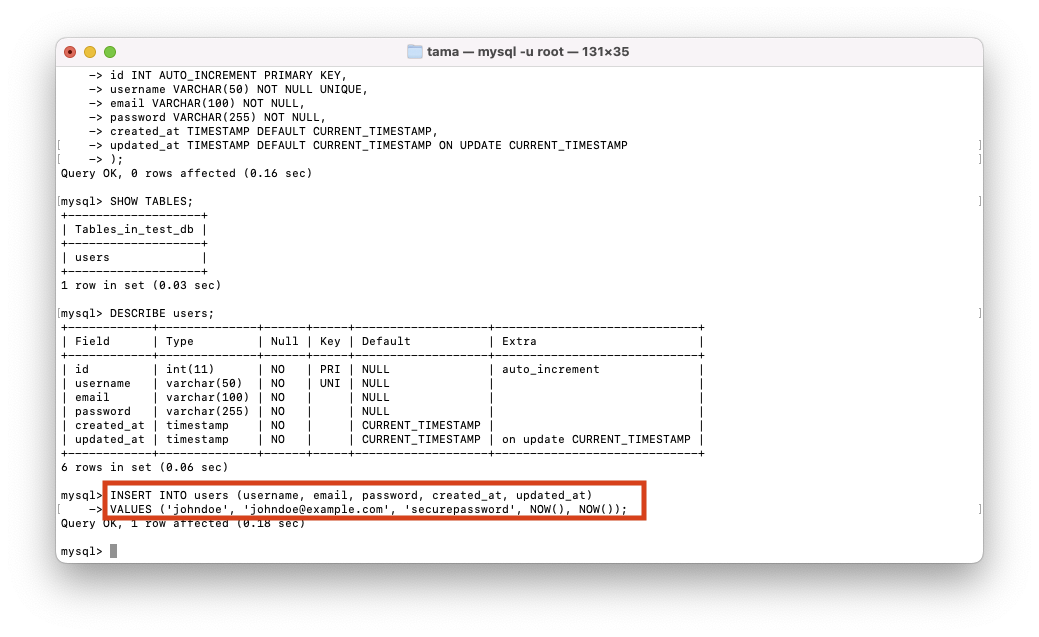 tama — mysql -u root — 131×35
    -> id INT AUTO_INCREMENT PRIMARY KEY,
    -> username VARCHAR(50) NOT NULL UNIQUE,
    -> email VARCHAR(100) NOT NULL,
    -> password VARCHAR(255) NOT NULL,
    -> created_at TIMESTAMP DEFAULT CURRENT_TIMESTAMP,
[    -> updated_at TIMESTAMP DEFAULT CURRENT_TIMESTAMP ON UPDATE CURRENT_TIMESTAMP ]
[    -> ); ]
Query OK, 0 rows affected (0.16 sec)
[mysql> SHOW TABLES; ]
+-------------------+
| Tables_in_test_db |
+-------------------+
| users             |
+-------------------+
1 row in set (0.03 sec)
[mysql> DESCRIBE users; ]
+------------+--------------+------+-----+-------------------+-----------------------------+
| Field      | Type         | Null | Key | Default           | Extra                       |
+------------+--------------+------+-----+-------------------+-----------------------------+
| id         | int(11)      | NO   | PRI | NULL              | auto_increment              |
| username   | varchar(50)  | NO   | UNI | NULL              |                             |
| email      | varchar(100) | NO   |     | NULL              |                             |
| password   | varchar(255) | NO   |     | NULL              |                             |
| created_at | timestamp    | NO   |     | CURRENT_TIMESTAMP |                             |
| updated_at | timestamp    | NO   |     | CURRENT_TIMESTAMP | on update CURRENT_TIMESTAMP |
+------------+--------------+------+-----+-------------------+-----------------------------+
6 rows in set (0.06 sec)
mysql> INSERT INTO users (username, email, password, created_at, updated_at)
[    -> VALUES ('johndoe', 'johndoe@example.com', 'securepassword', NOW(), NOW()); ]
Query OK, 1 row affected (0.18 sec)
mysql>